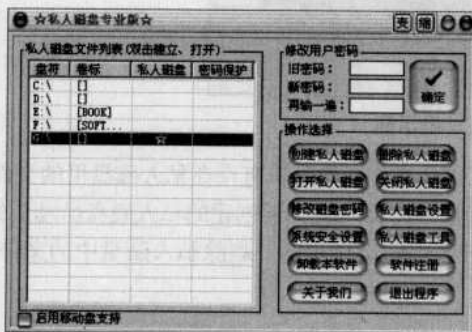 ☆私人磁盘专业版☆
壳 缩
私人磁盘文件列表(双击建立、打开)
盘符 卷标 私人磁盘 密码保护
C:\ []
D:\ []
E:\ [BOOK]
F:\ [SOFT...
G:\ [] ☆
启用移动盘支持
修改用户密码
旧密码：
新密码：
再输一遍：
确定
操作选择
创建私人磁盘 删除私人磁盘
打开私人磁盘 关闭私人磁盘
修改磁盘密码 私人磁盘设置
系统安全设置 私人磁盘工具
卸载本软件 软件注册
关于我们 退出程序